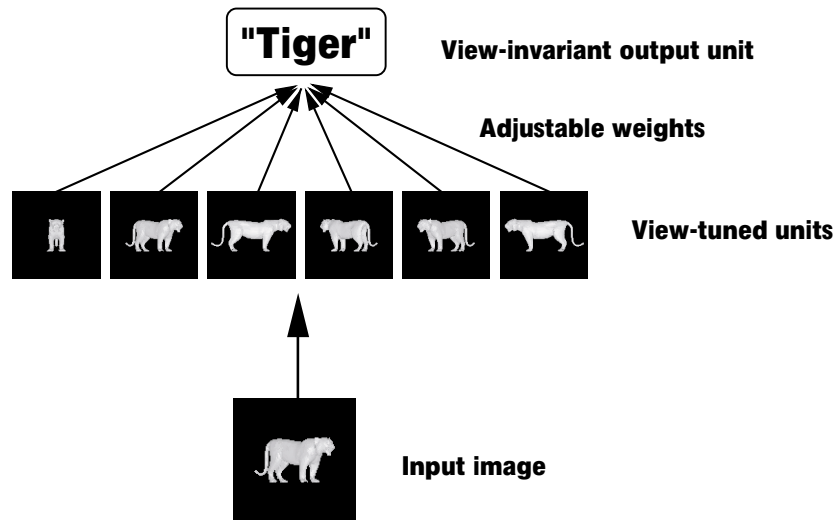 "Tiger"
View-invariant output unit
Adjustable weights
View-tuned units
Input image